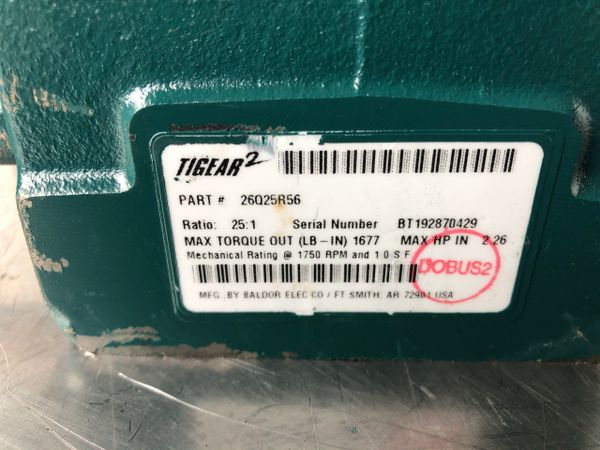 TIGEAR2
PART # 26Q25R56
Ratio: 25:1 Serial Number BT192870429
MAX TORQUE OUT (LB-IN) 1677 MAX HP IN 2.26
Mechanical Rating @ 1750 RPM and 1.0 S F
DOBUS2
MFG. BY BALDOR ELEC CO / FT SMITH, AR 72901 USA